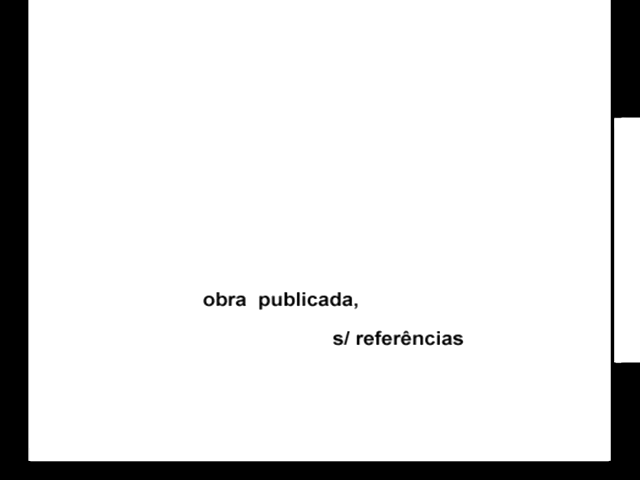 obra publicada,
s/ referências